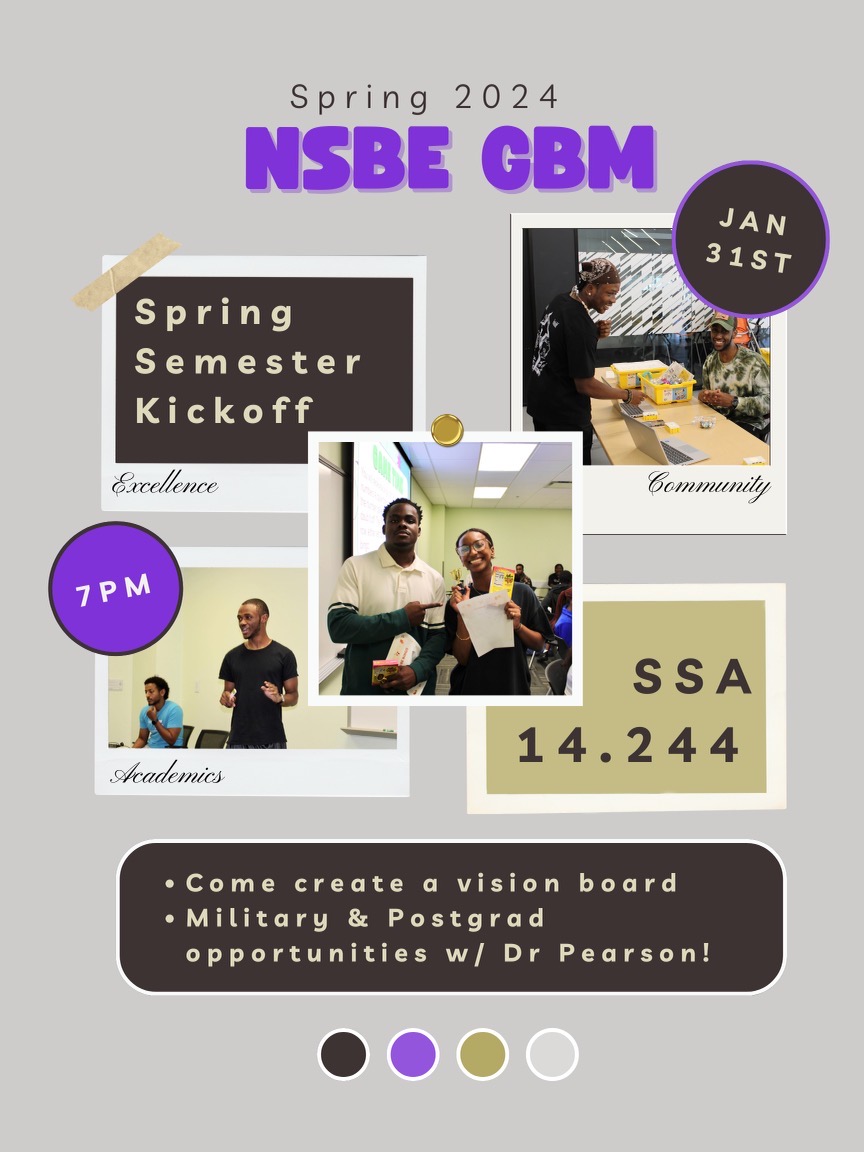 Spring 2024
NSBE GBM
JAN
31ST
Spring
Semester
Kickoff
Excellence
Community
7PM
Academics
SSA
14.244
• Come create a vision board
• Military & Postgrad
opportunities w/ Dr Pearson!